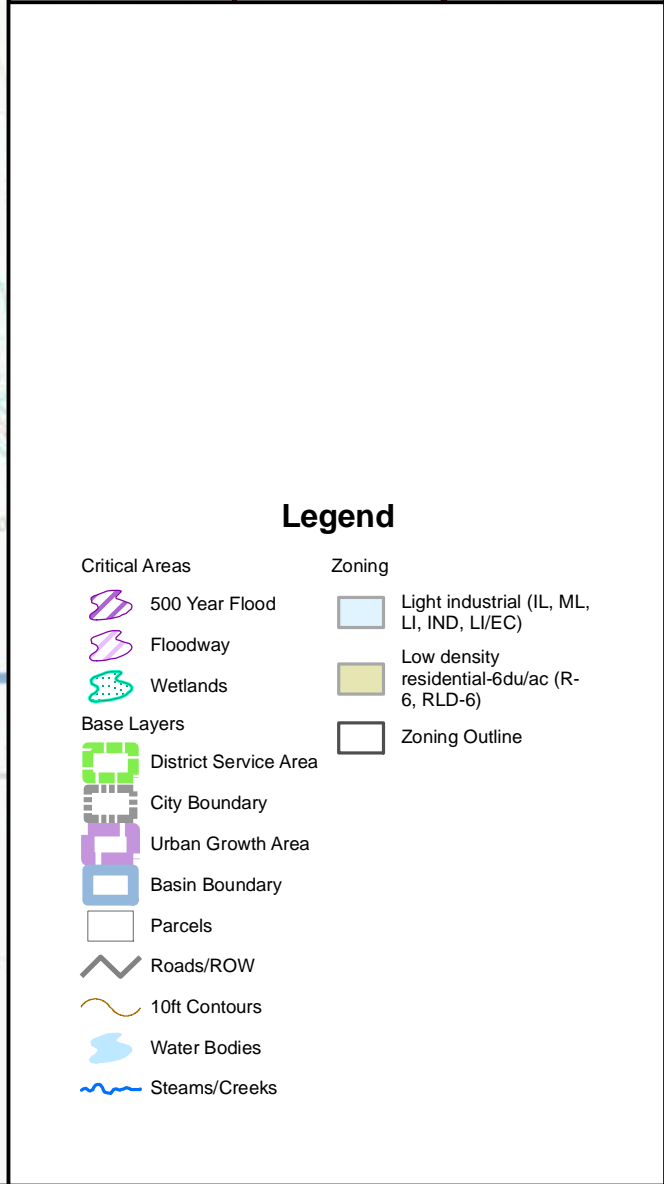 Legend
Critical Areas
500 Year Flood
Floodway
Wetlands
Base Layers
District Service Area
City Boundary
Urban Growth Area
Basin Boundary
Parcels
Roads/ROW
10ft Contours
Water Bodies
Steams/Creeks
Zoning
Light industrial (IL, ML,
LI, IND, LI/EC)
Low density
residential-6du/ac (R-
6, RLD-6)
Zoning Outline